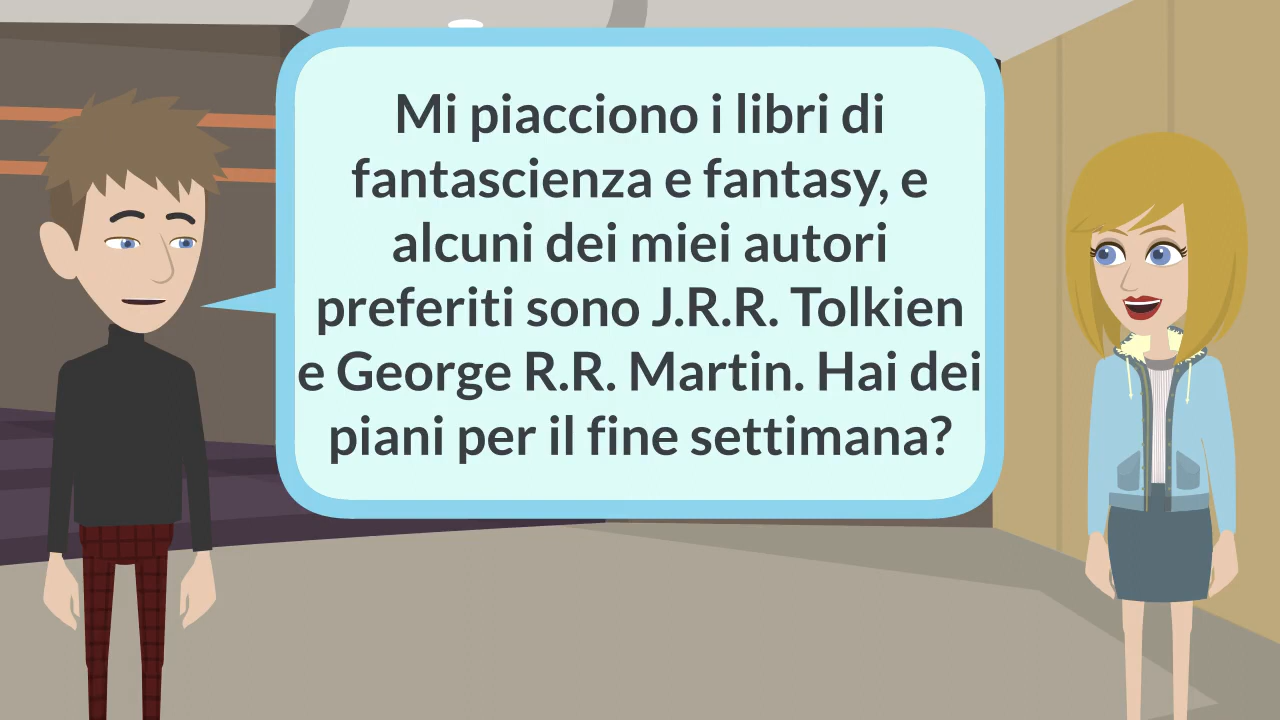 Mi piacciono i libri di
fantascienza e fantasy, e
alcuni dei miei autori
preferiti sono J.R.R. Tolkien
e George R.R. Martin. Hai dei
piani per il fine settimana?